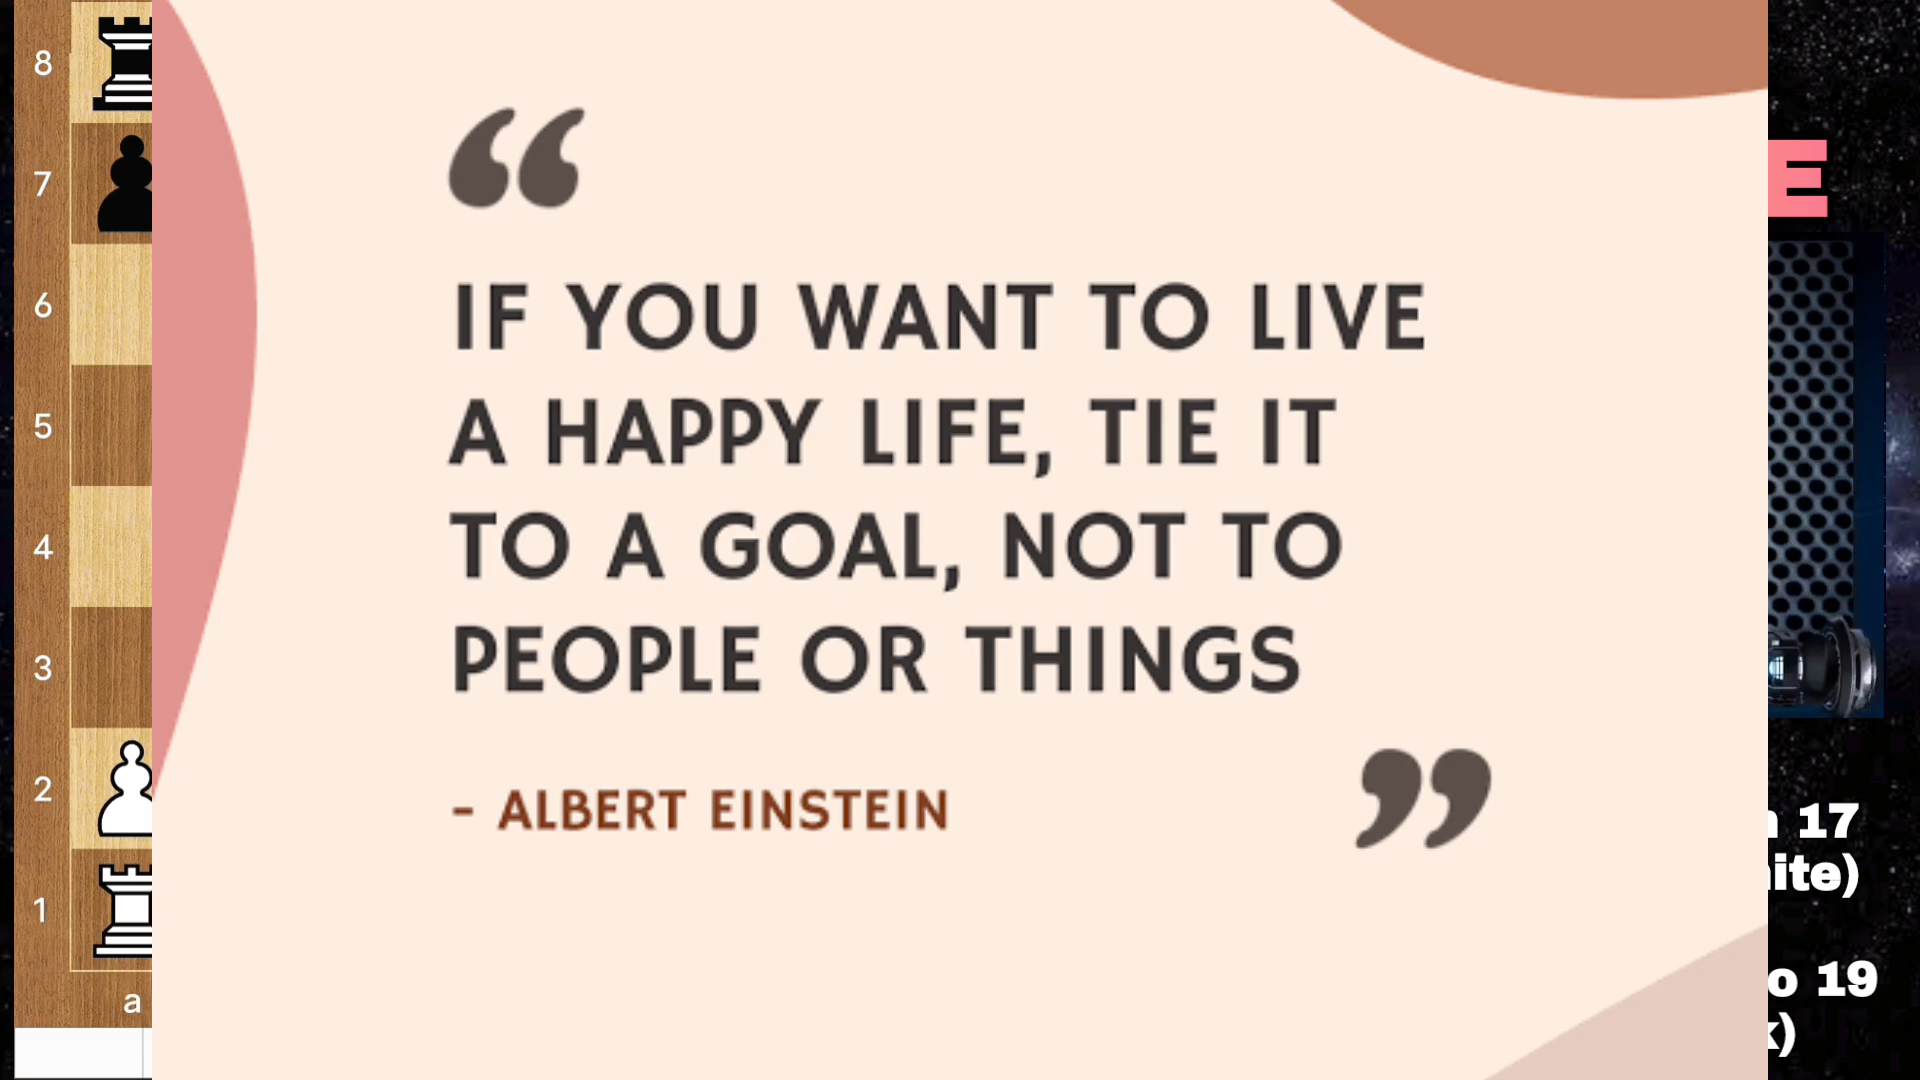 8
7
6
5
4
3
2
1
a
E
“
IF YOU WANT TO LIVE
A HAPPY LIFE, TIE IT
TO A GOAL, NOT TO
PEOPLE OR THINGS
- ALBERT EINSTEIN
”
17
19